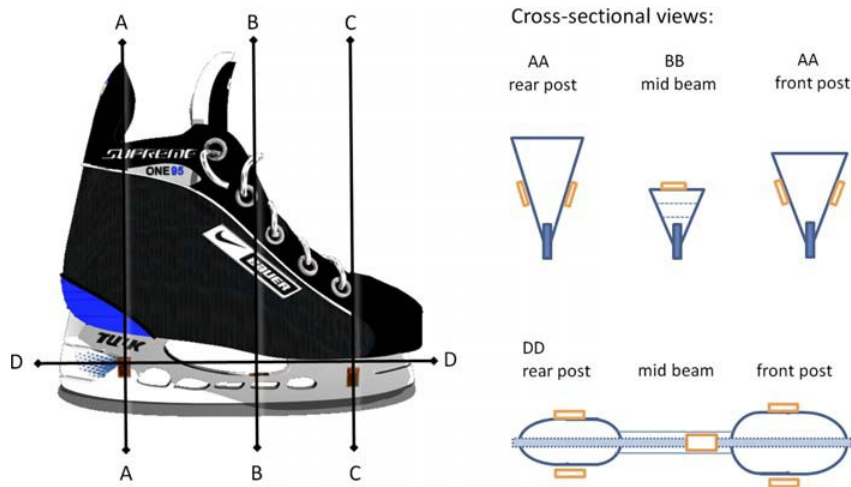 A
B
C
Cross-sectional views:
AA
rear post
BB
mid beam
AA
front post
SUPREME
ONE95
BAUER
TUUK
D
D
DD
rear post
mid beam
front post
A
B
C